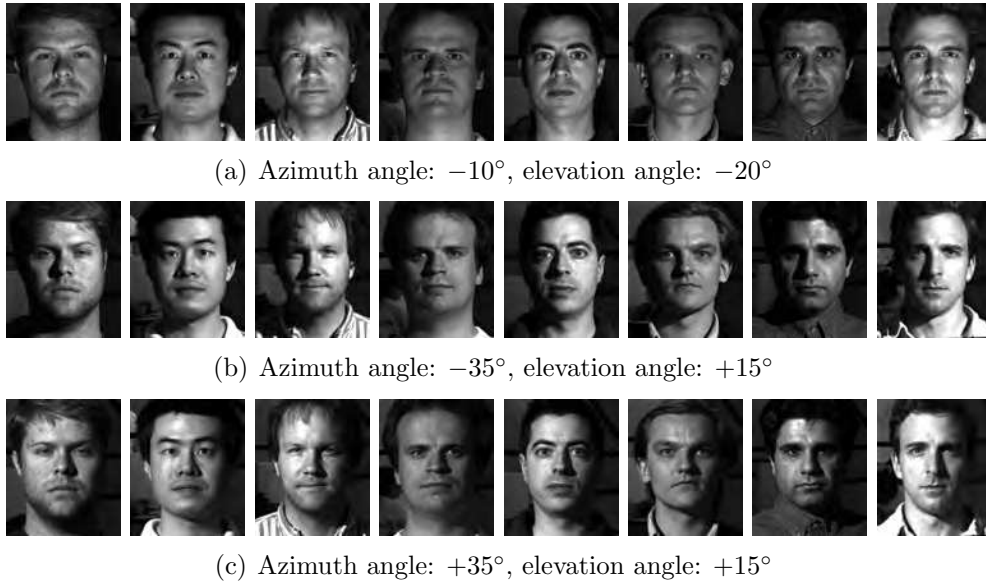 (a) Azimuth angle: −10°, elevation angle: −20°
(b) Azimuth angle: −35°, elevation angle: +15°
(c) Azimuth angle: +35°, elevation angle: +15°